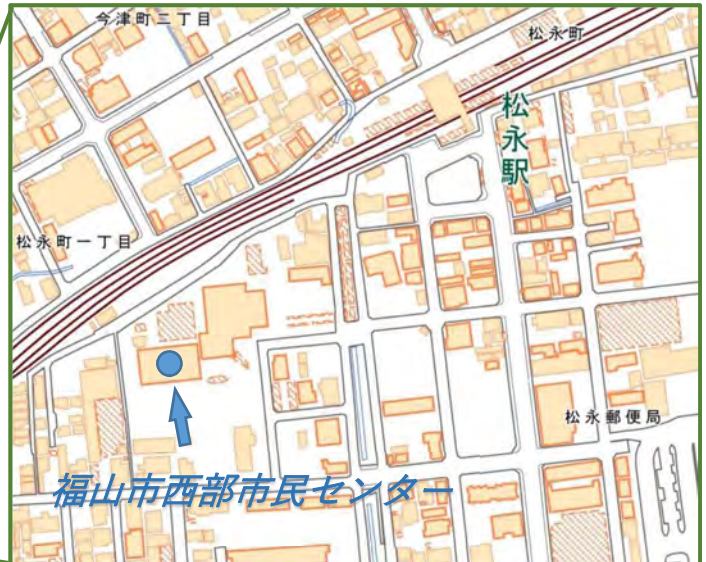 今津町二丁目
松永町
松永駅
松永町一丁目
松永郵便局
福山市西部市民センター